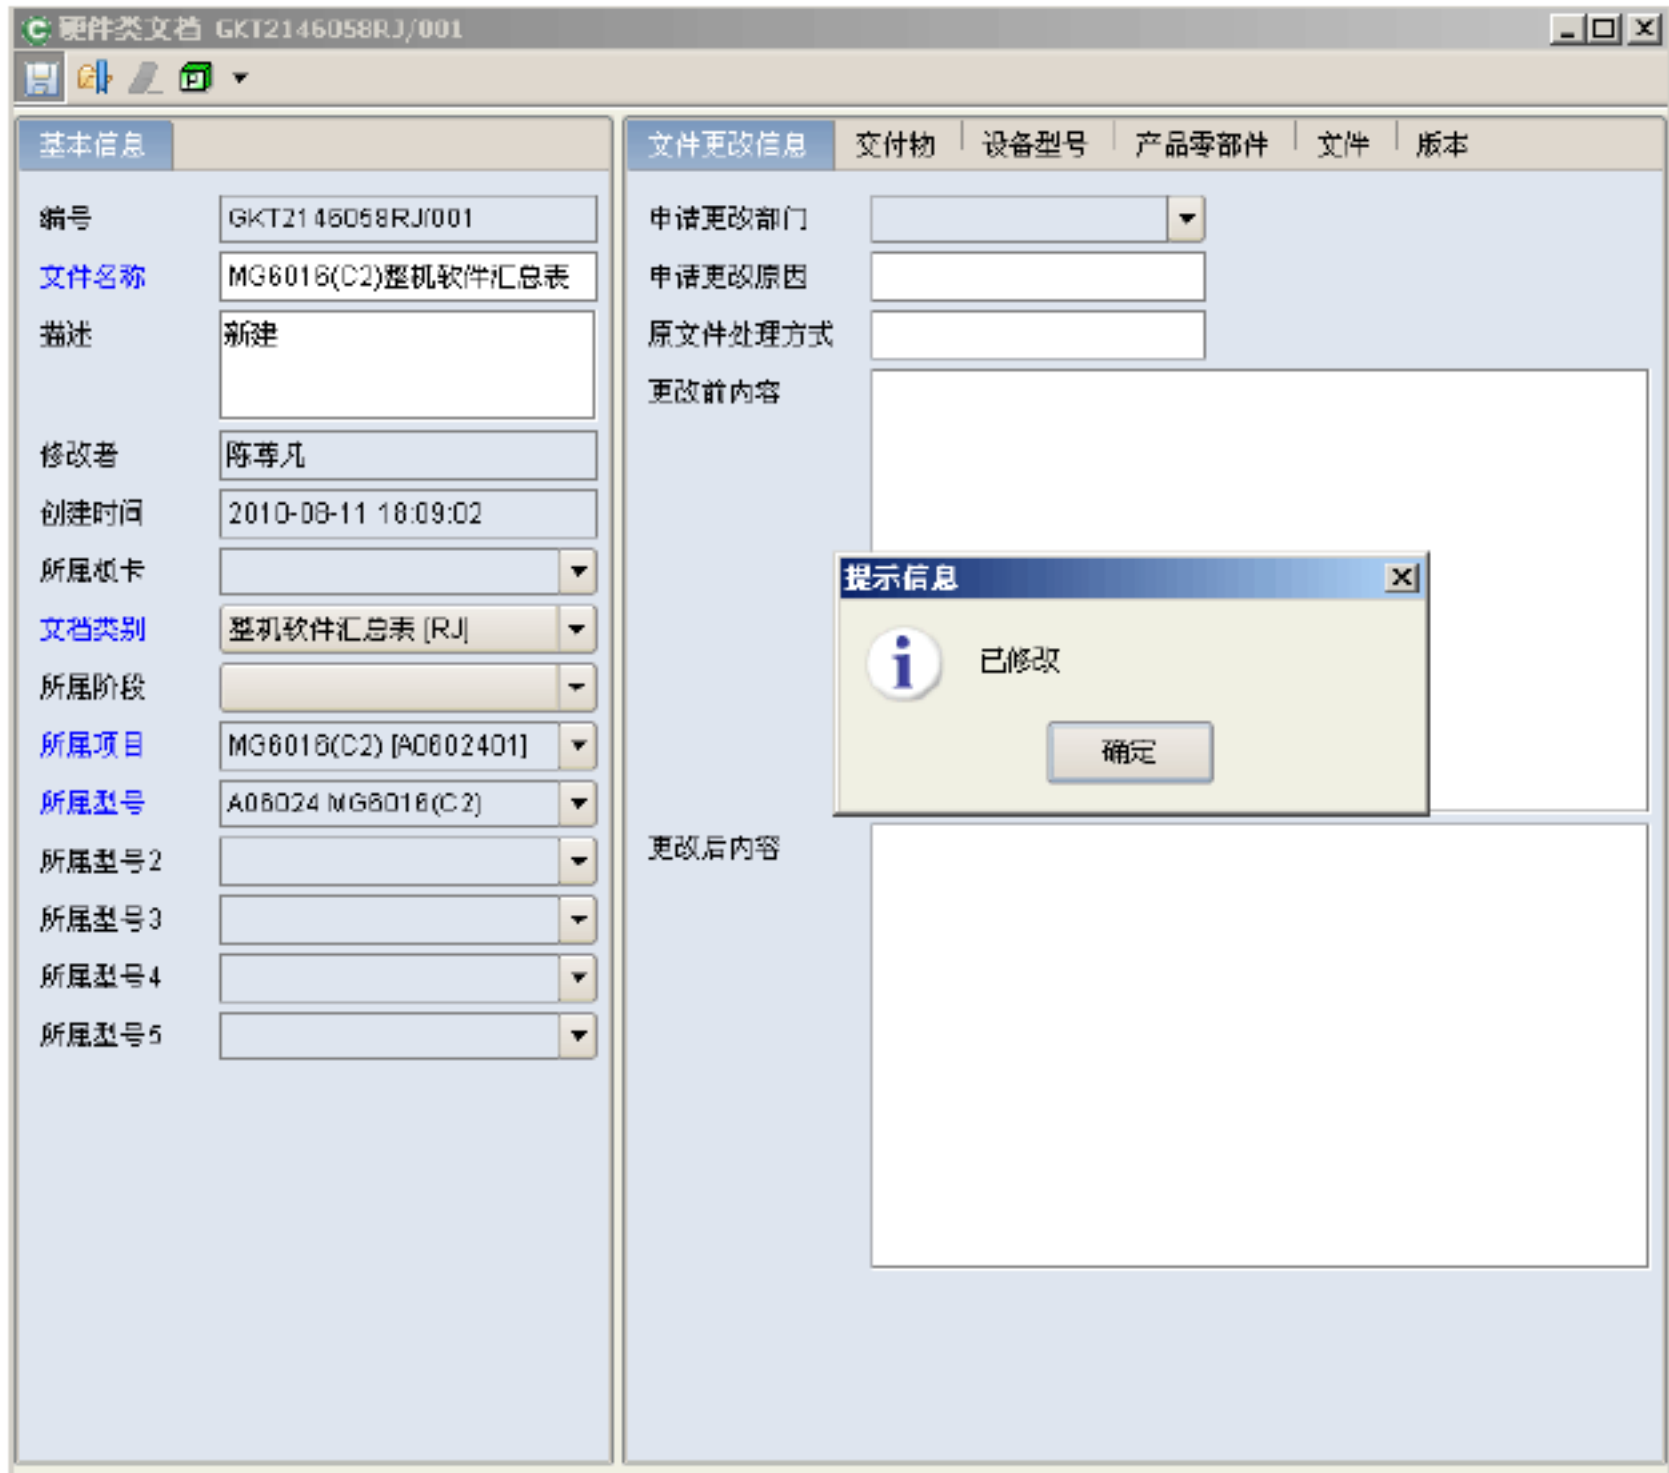 硬件类文档 GKT2146058RJ/001
基本信息
编号 GKT2146058RJ/001
文件名称 MG6016(C2)整机软件汇总表
描述 新建
修改者 陈尊凡
创建时间 2010-08-11 18:09:02
所属板卡
文档类别 整机软件汇总表 [RJ]
所属阶段
所属项目 MG6016(C2) [A0602401]
所属型号 A06024 MG6016(C2)
所属型号2
所属型号3
所属型号4
所属型号5
文件更改信息 交付物 设备型号 产品零部件 文件 版本
申请更改部门
申请更改原因
原文件处理方式
更改前内容
更改后内容
提示信息
已修改
确定